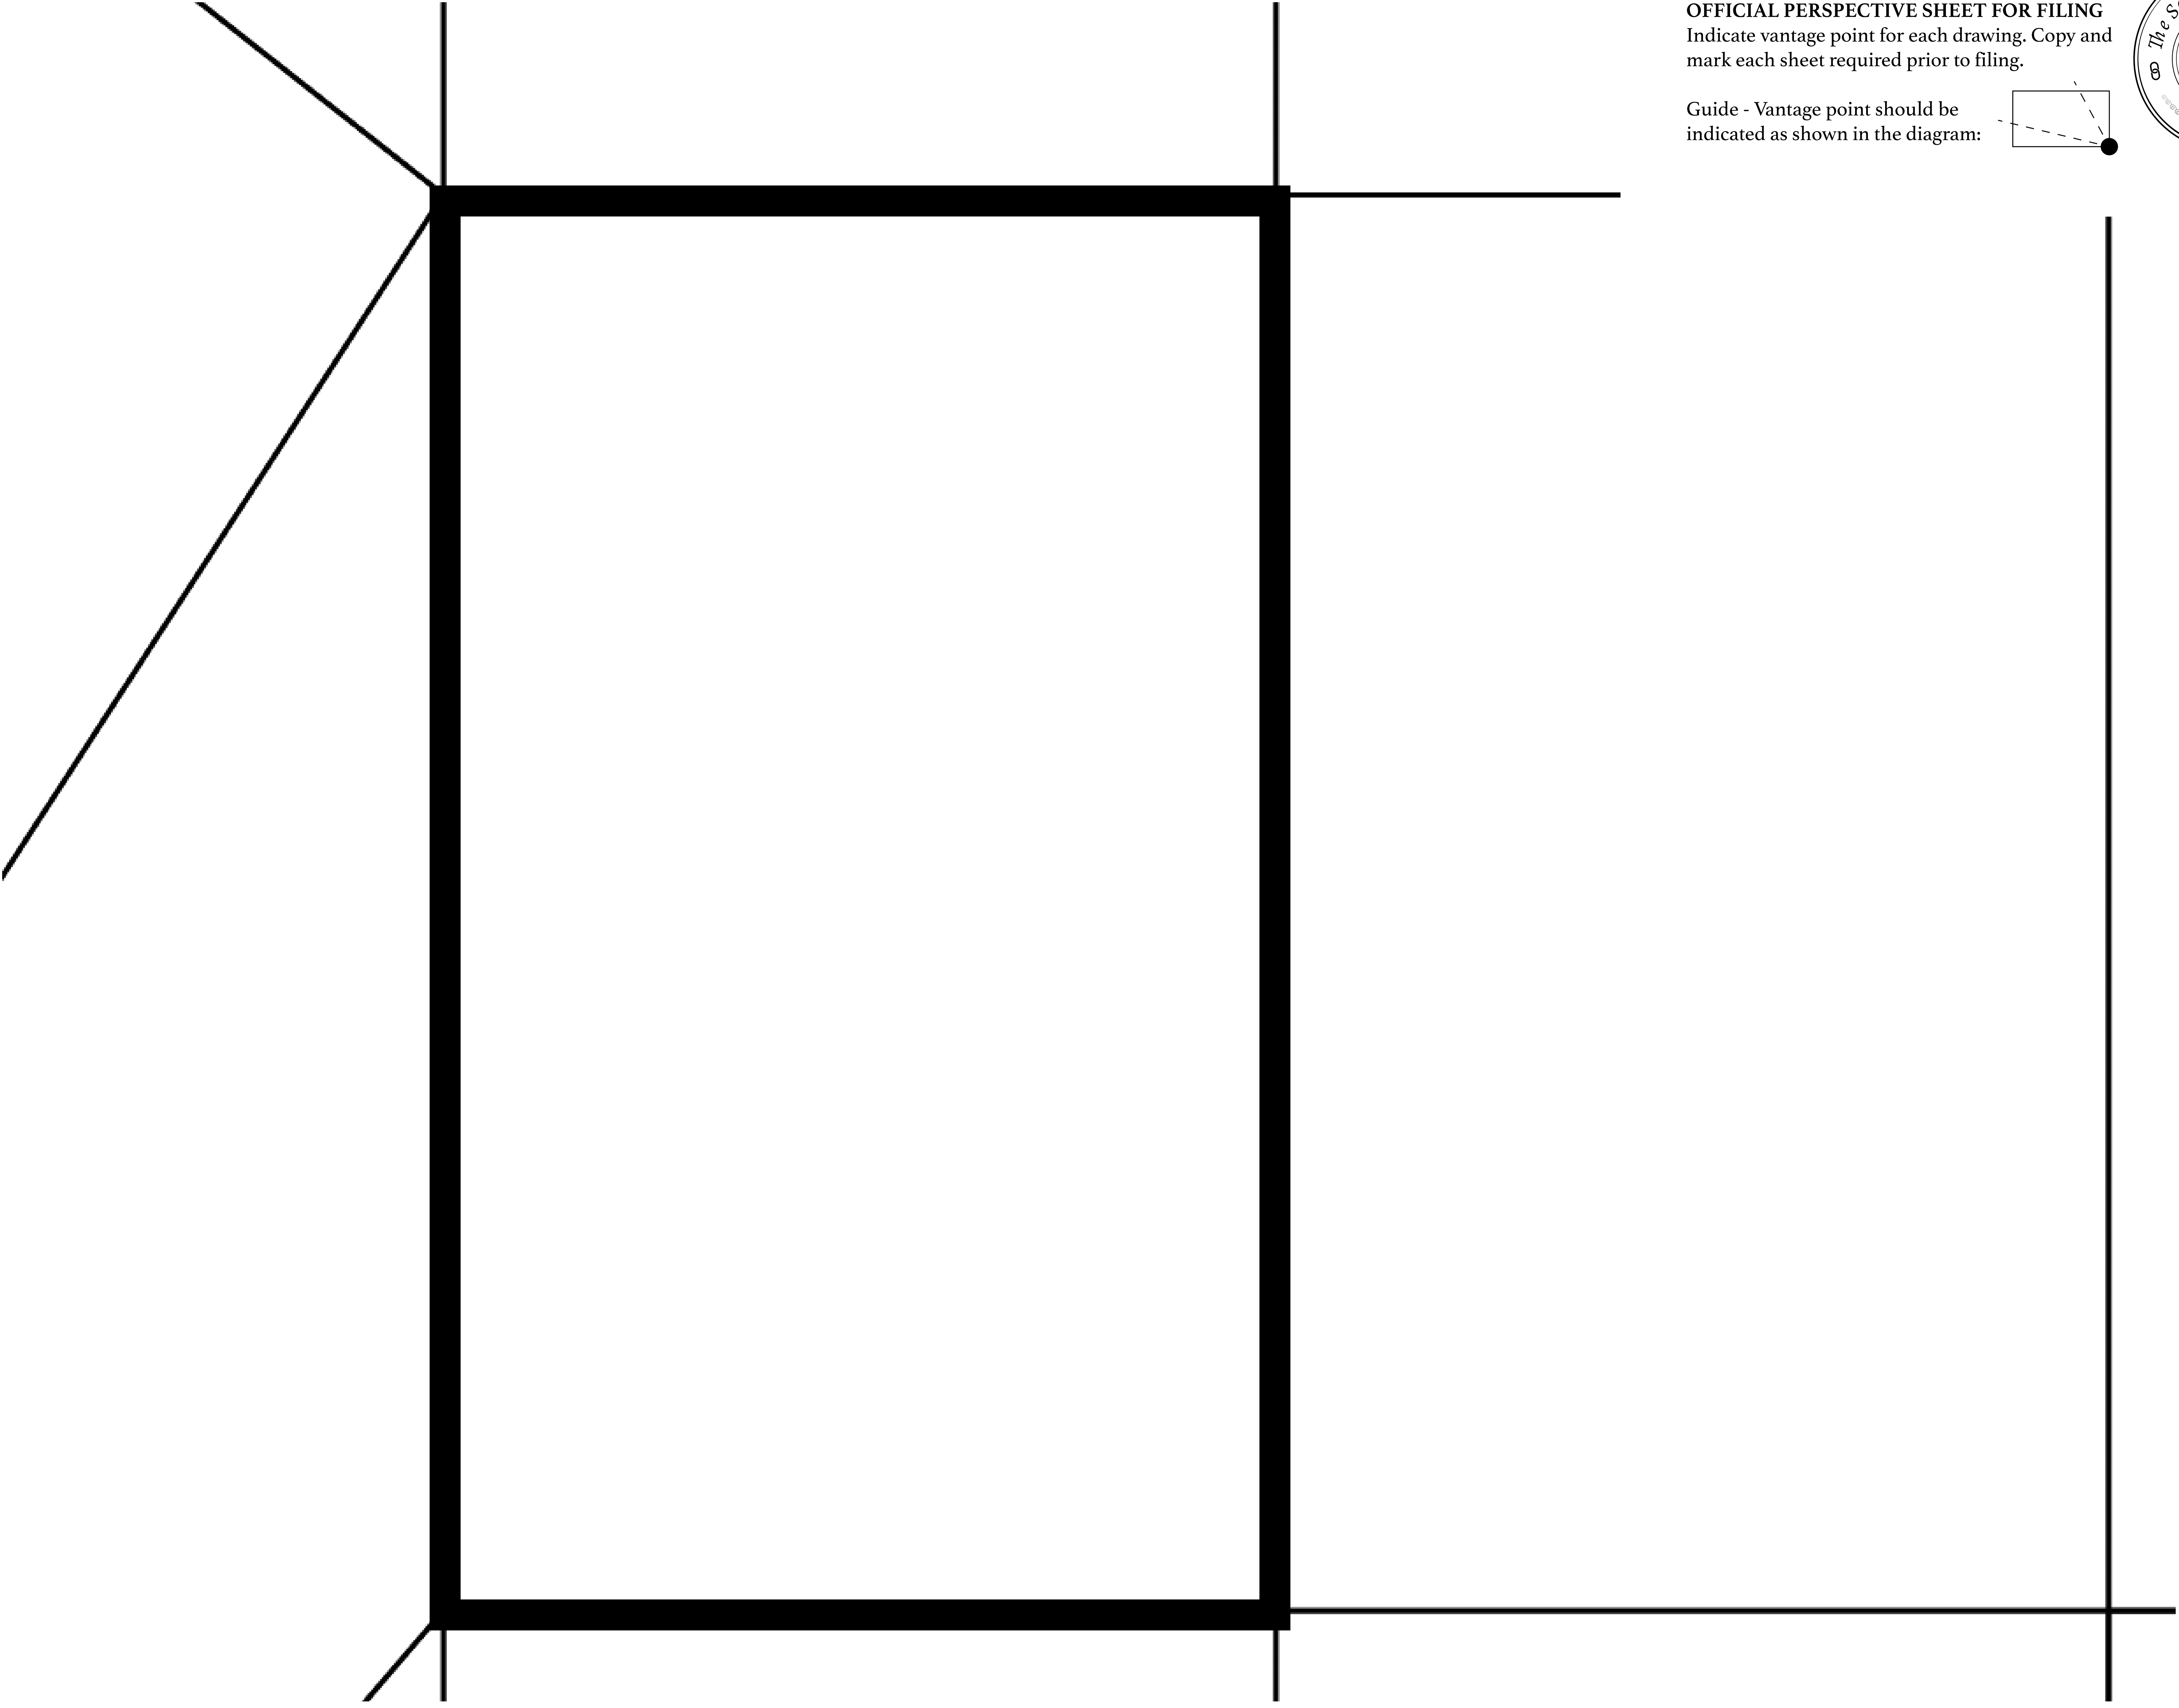 OFFICIAL PERSPECTIVE SHEET FOR FILING
Indicate vantage point for each drawing. Copy and
mark each sheet required prior to filing.
Guide - Vantage point should be
indicated as shown in the diagram:
The